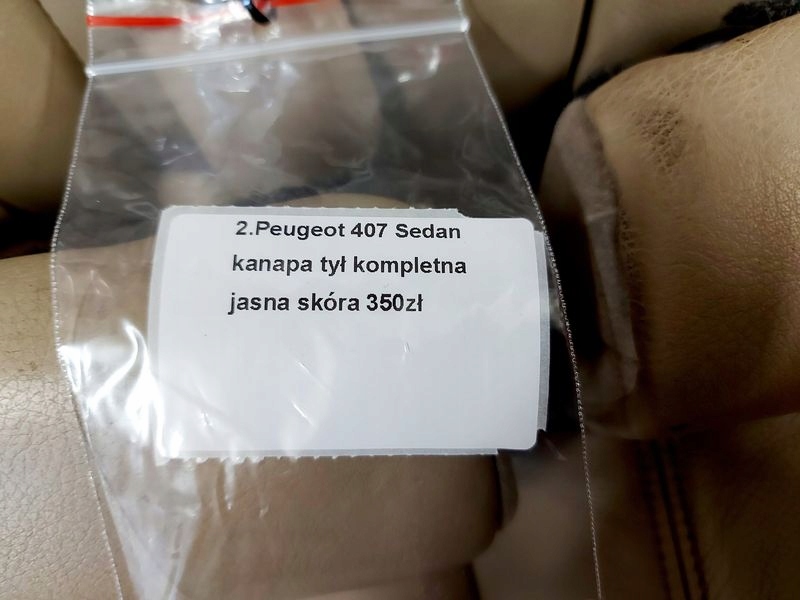 2.Peugeot 407 Sedan
kanapa tył kompletna
jasna skóra 350zł